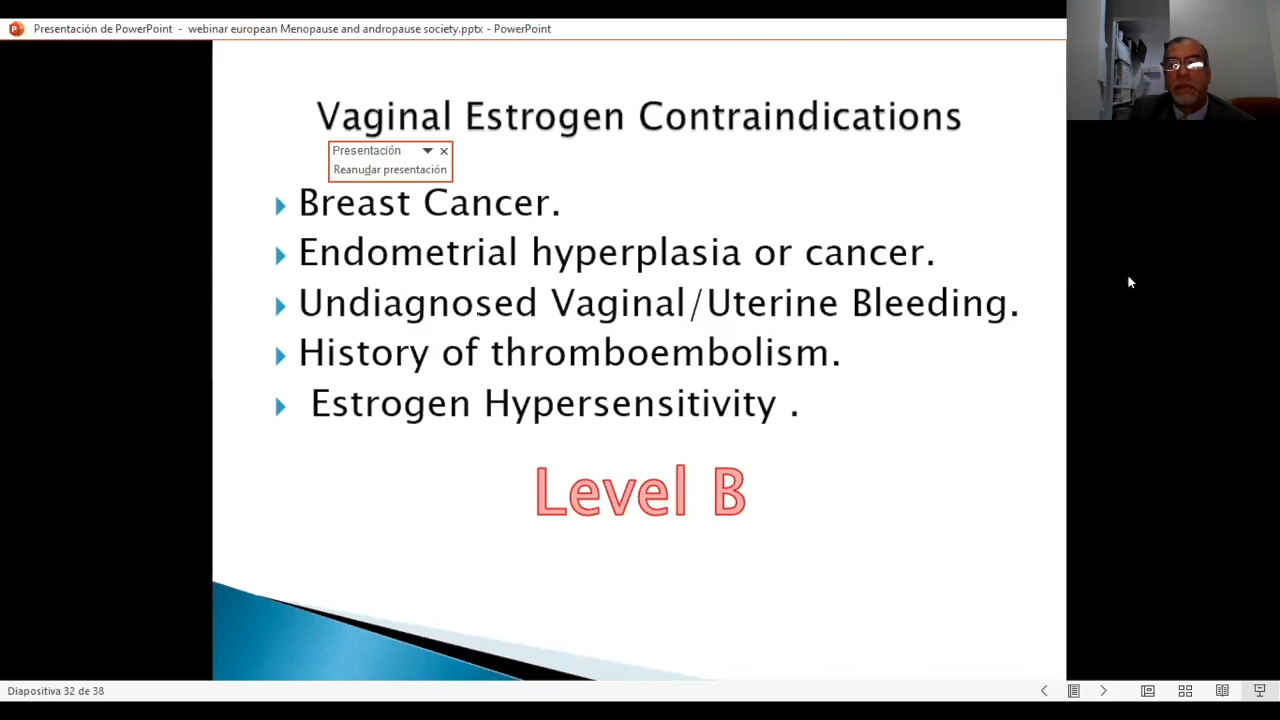 Presentación de PowerPoint - webinar european Menopause and andropause society.pptx - PowerPoint
Vaginal Estrogen Contraindications
Presentación
Reanudar presentación
Breast Cancer.
Endometrial hyperplasia or cancer.
Undiagnosed Vaginal/Uterine Bleeding.
History of thromboembolism.
Estrogen Hypersensitivity .
Level B
Diapositiva 32 de 38